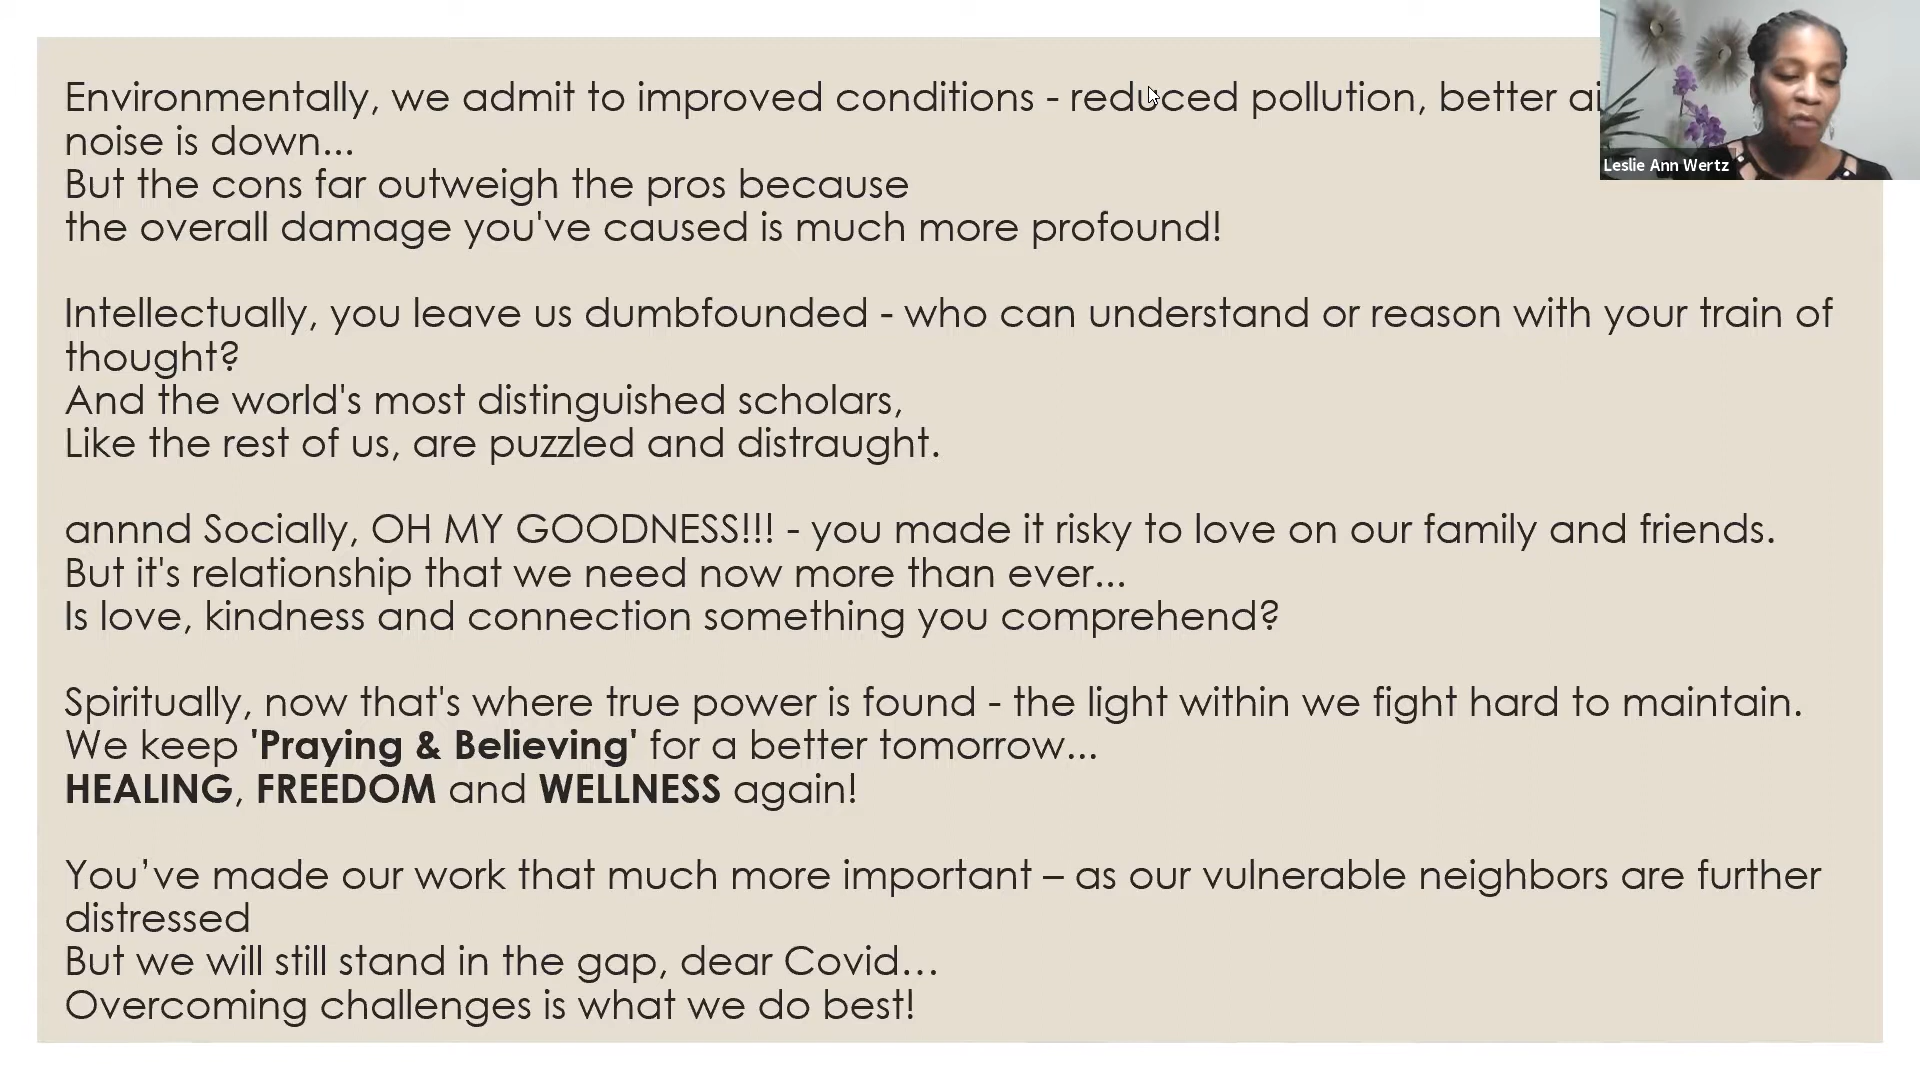 Environmentally, we admit to improved conditions - reduced pollution, better
noise is down...
But the cons far outweigh the pros because
the overall damage you've caused is much more profound!
Intellectually, you leave us dumbfounded - who can understand or reason with your train of
thought?
And the world's most distinguished scholars,
Like the rest of us, are puzzled and distraught.
annnd Socially, OH MY GOODNESS!!! - you made it risky to love on our family and friends.
But it's relationship that we need now more than ever...
Is love, kindness and connection something you comprehend?
Spiritually, now that's where true power is found - the light within we fight hard to maintain.
We keep 'Praying & Believing' for a better tomorrow...
HEALING, FREEDOM and WELLNESS again!
You’ve made our work that much more important – as our vulnerable neighbors are further
distressed
But we will still stand in the gap, dear Covid…
Overcoming challenges is what we do best!
Leslie Ann Wertz